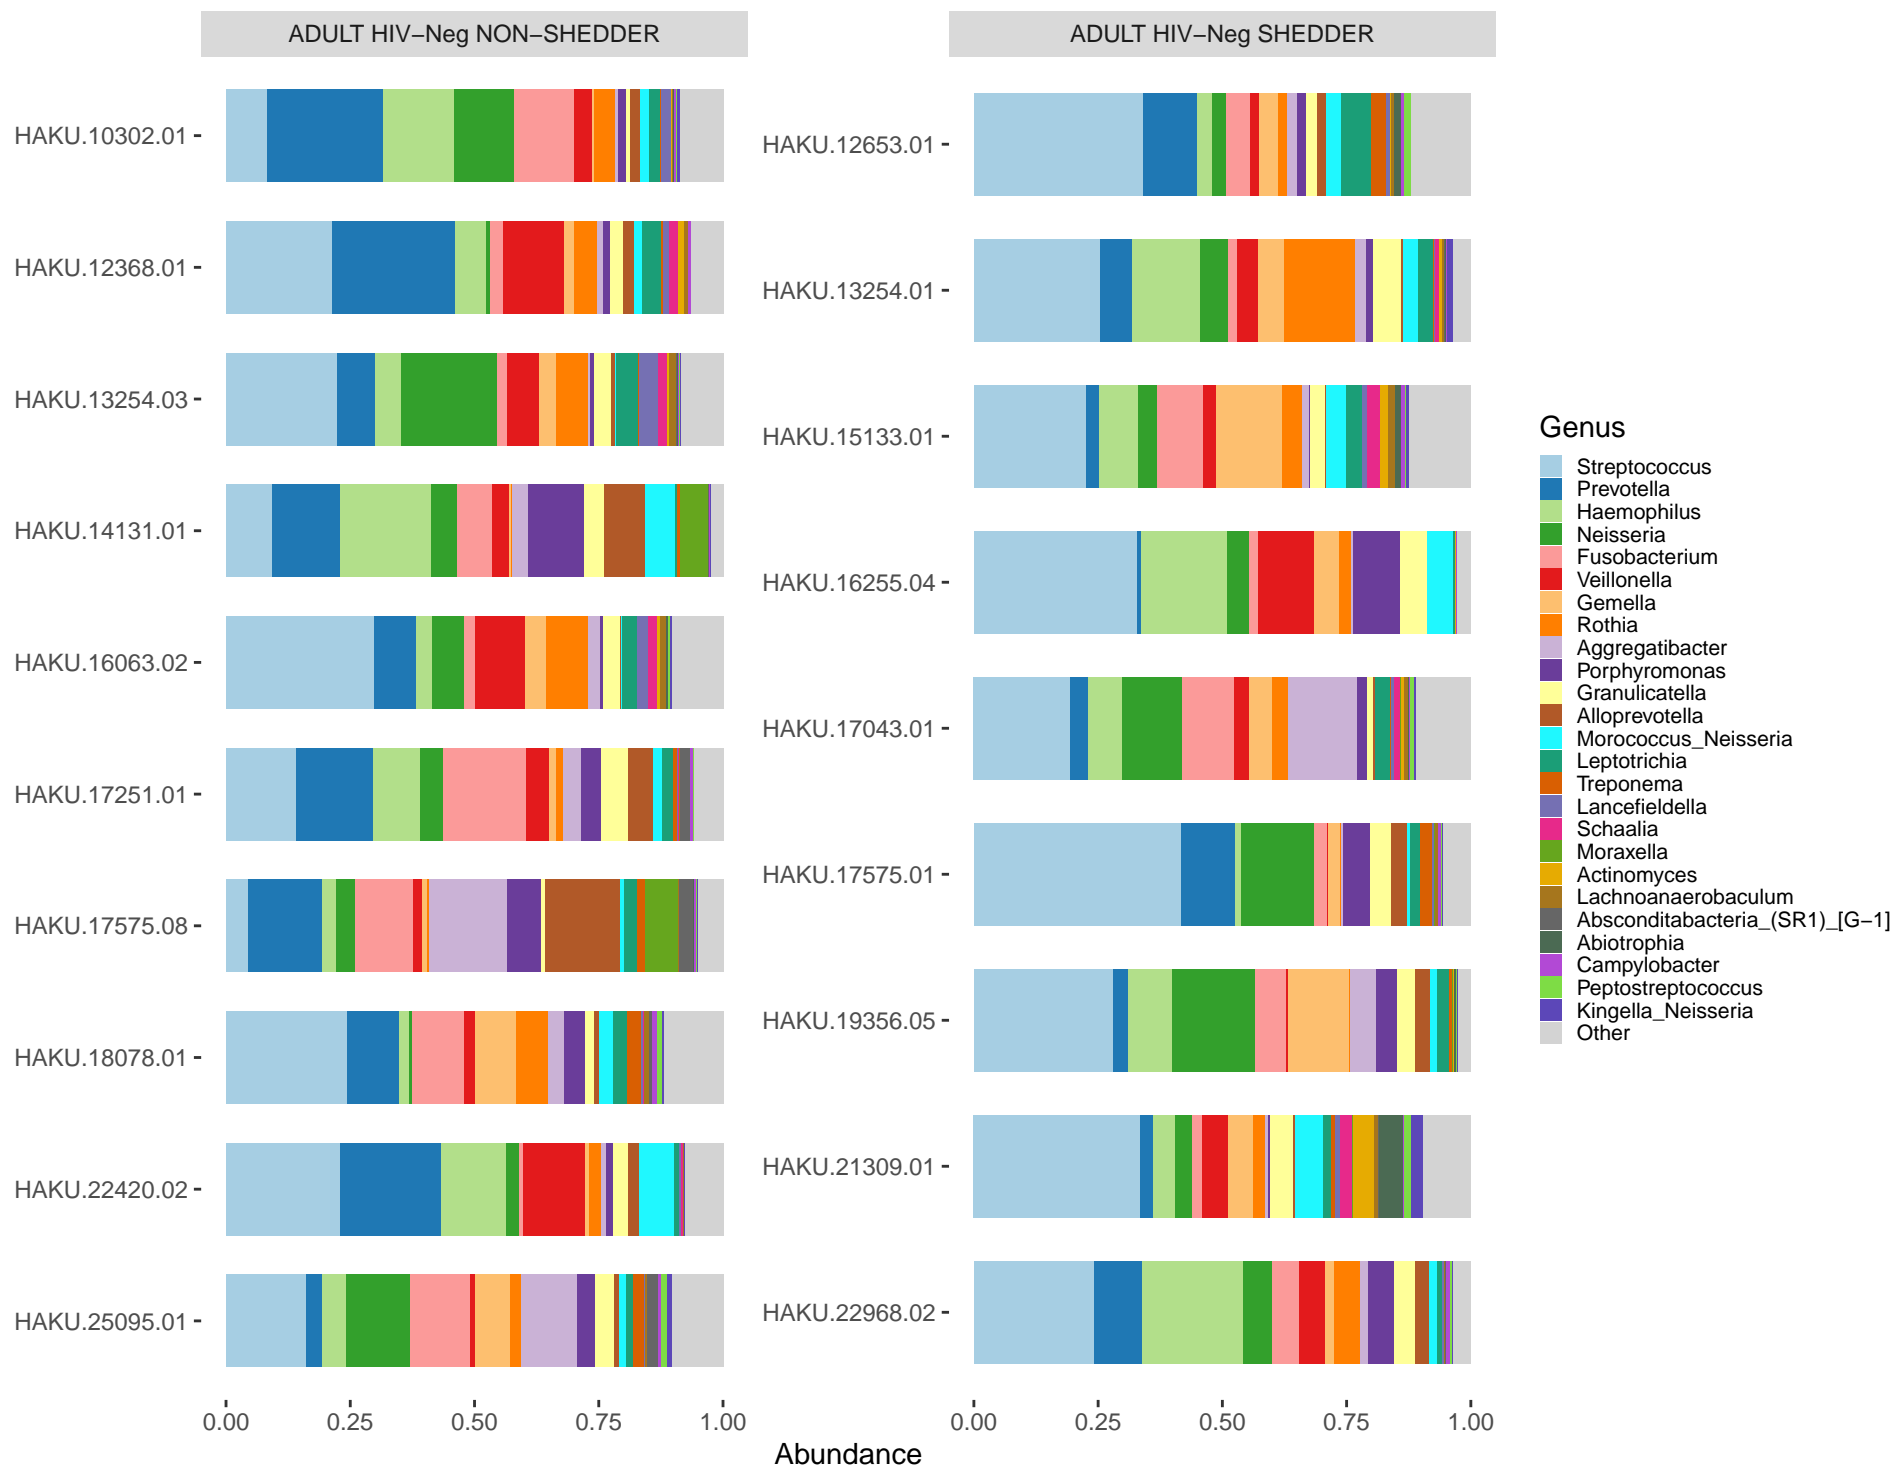 ADULT HIV−Neg NON−SHEDDER
HAKU.10302.01
HAKU.12368.01
HAKU.13254.03
HAKU.14131.01
HAKU.16063.02
HAKU.17251.01
HAKU.17575.08
HAKU.18078.01
HAKU.22420.02
HAKU.25095.01
0.00 0.25 0.50 0.75 1.00
ADULT HIV−Neg SHEDDER
HAKU.12653.01
HAKU.13254.01
HAKU.15133.01
HAKU.16255.04
HAKU.17043.01
HAKU.17575.01
HAKU.19356.05
HAKU.21309.01
HAKU.22968.02
0.00 0.25 0.50 0.75 1.00
Abundance
Genus
Streptococcus
Prevotella
Haemophilus
Neisseria
Fusobacterium
Veillonella
Gemella
Rothia
Aggregatibacter
Porphyromonas
Granulicatella
Alloprevotella
Morococcus_Neisseria
Leptotrichia
Treponema
Lancefieldella
Schaalia
Moraxella
Actinomyces
Lachnoanaerobaculum
Absconditabacteria_(SR1)_[G−1]
Abiotrophia
Campylobacter
Peptostreptococcus
Kingella_Neisseria
Other